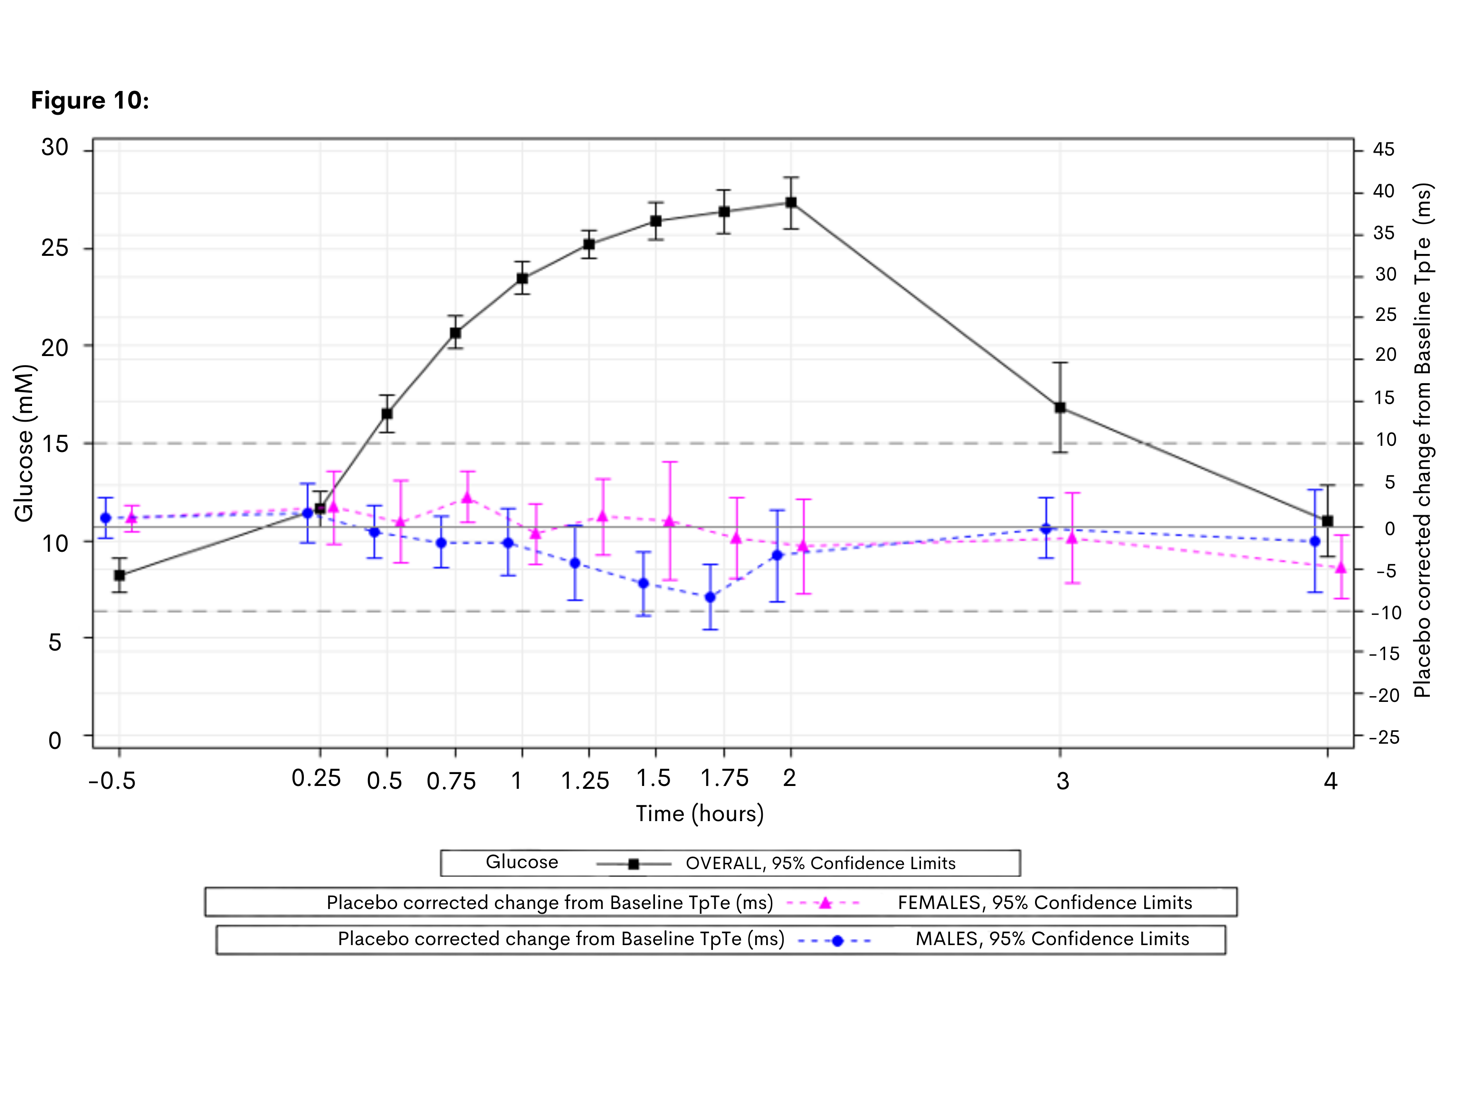 Figure 10:
30
25
20
15
10
5
0
Glucose (mM)
45
40
35
30
25
20
15
10
5
0
-5
-10
-15
-20
-25
Placebo corrected change from Baseline TpTe (ms)
-0.5 0.25 0.5 0.75 1 1.25 1.5 1.75 2 3 4
Time (hours)
Glucose OVERALL, 95% Confidence Limits
Placebo corrected change from Baseline TpTe (ms) FEMALES, 95% Confidence Limits
Placebo corrected change from Baseline TpTe (ms) MALES, 95% Confidence Limits